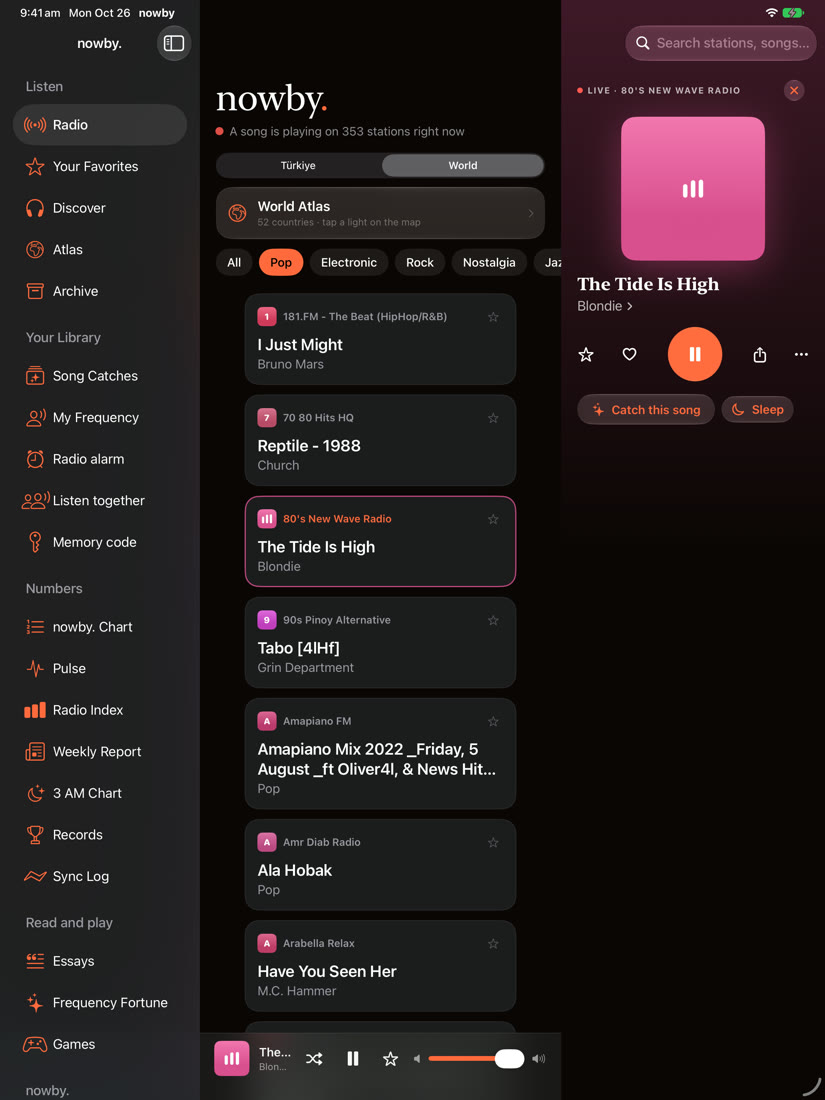 9:41 am Mon Oct 26 nowby
nowby.
Listen
Radio
Your Favorites
Discover
Atlas
Archive
Your Library
Song Catches
My Frequency
Radio alarm
Listen together
Memory code
Numbers
nowby. Chart
Pulse
Radio Index
Weekly Report
3 AM Chart
Records
Sync Log
Read and play
Essays
Frequency Fortune
Games
nowby.
nowby.
A song is playing on 353 stations right now
Türkiye
World
World Atlas
52 countries · tap a light on the map
All
Pop
Electronic
Rock
Nostalgia
Jaz
1
181.FM - The Beat (HipHop/R&B)
I Just Might
Bruno Mars
7
70 80 Hits HQ
Reptile - 1988
Church
80's New Wave Radio
The Tide Is High
Blondie
9
90s Pinoy Alternative
Tabo [4lHf]
Grin Department
A
Amapiano FM
Amapiano Mix 2022 _Friday, 5
August _ft Oliver4l, & News Hit...
Pop
A
Amr Diab Radio
Ala Hobak
Pop
A
Arabella Relax
Have You Seen Her
M.C. Hammer
The...
Blon...
Search stations, songs...
LIVE · 80'S NEW WAVE RADIO
The Tide Is High
Blondie
Catch this song
Sleep